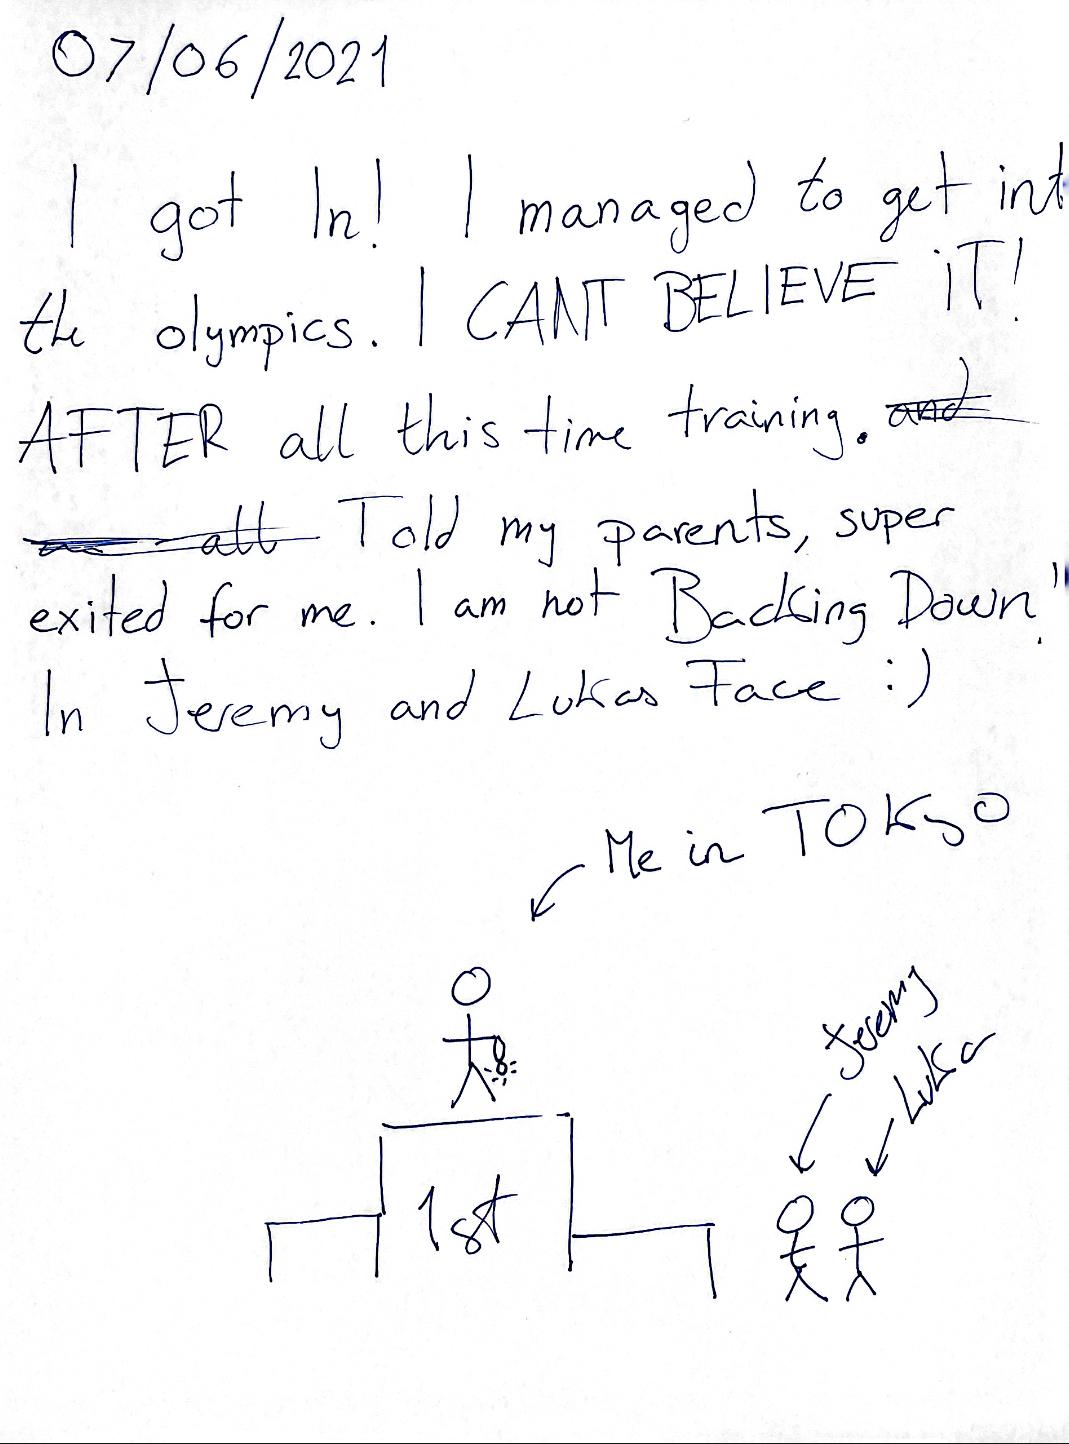 07/06/2021
I got In! I managed to get int
the olympics. I CANT BELIEVE iT!
AFTER all this time training. and
all Told my parents, super
exited for me. I am not Backing Down!
In Jeremy and Lukas Face :)
Me in TOKyO
Jeremy
Luka
1st